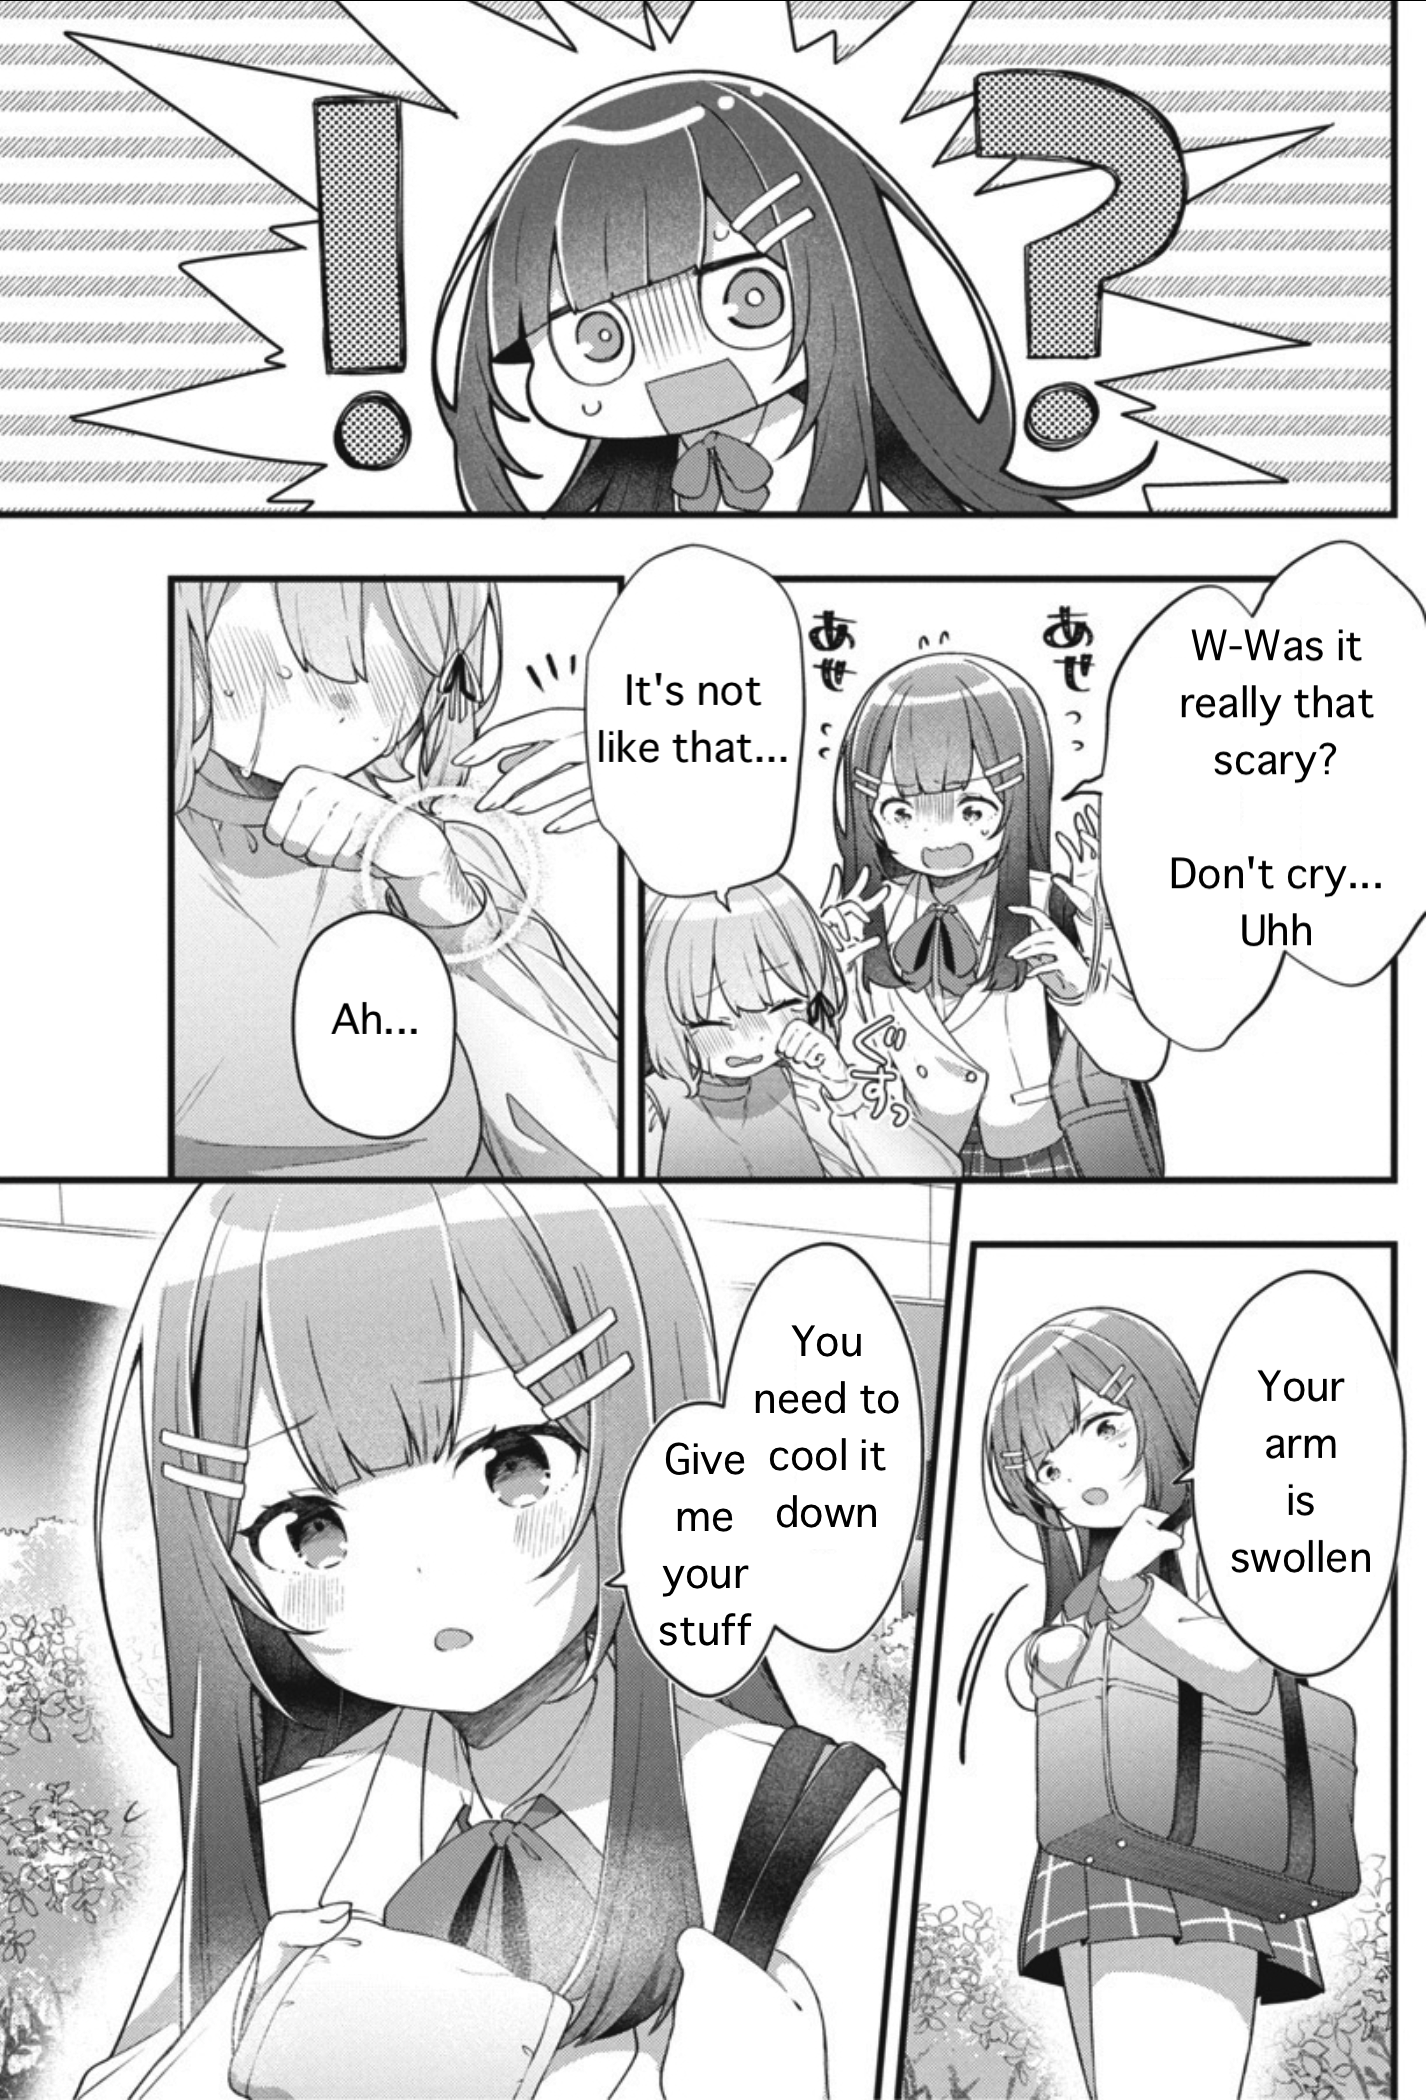 !?
W-Was it
really that
scary?
Don't cry...
Uhh
あせ
あせ
It's not
like that...
ぐすっ
Ah...
Your
arm
is
swollen
You
need to
cool it
down
Give
me
your
stuff